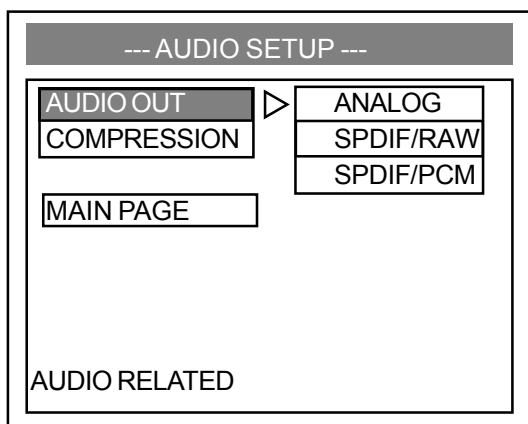 --- AUDIO SETUP ---
AUDIO OUT
ANALOG
COMPRESSION
SPDIF/RAW
SPDIF/PCM
MAIN PAGE
AUDIO RELATED